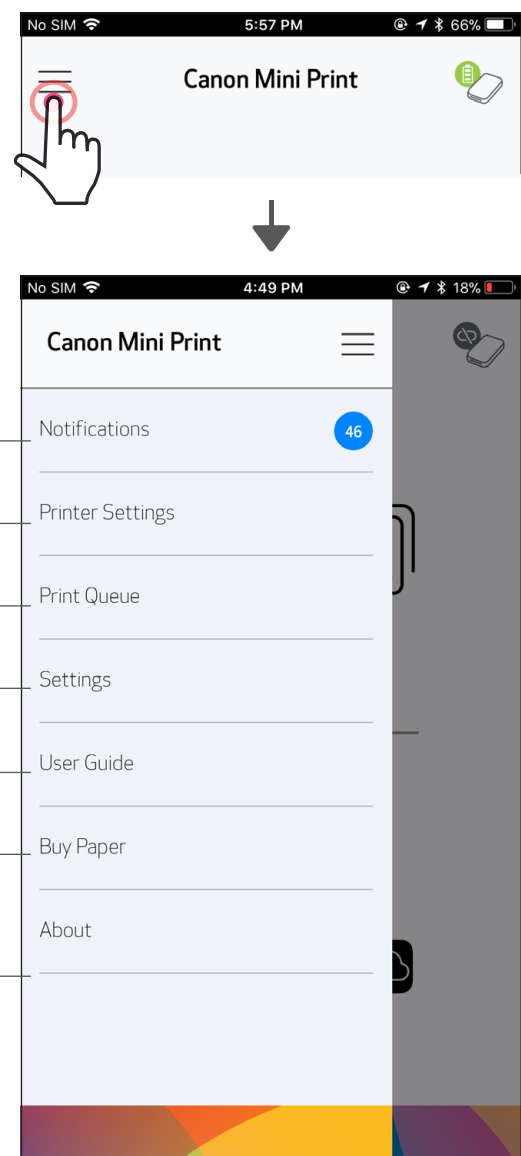 No SIM 5:57 PM 66%
Canon Mini Print
No SIM 4:49 PM 18%
Canon Mini Print
Notifications 46
Printer Settings
Print Queue
Settings
User Guide
Buy Paper
About